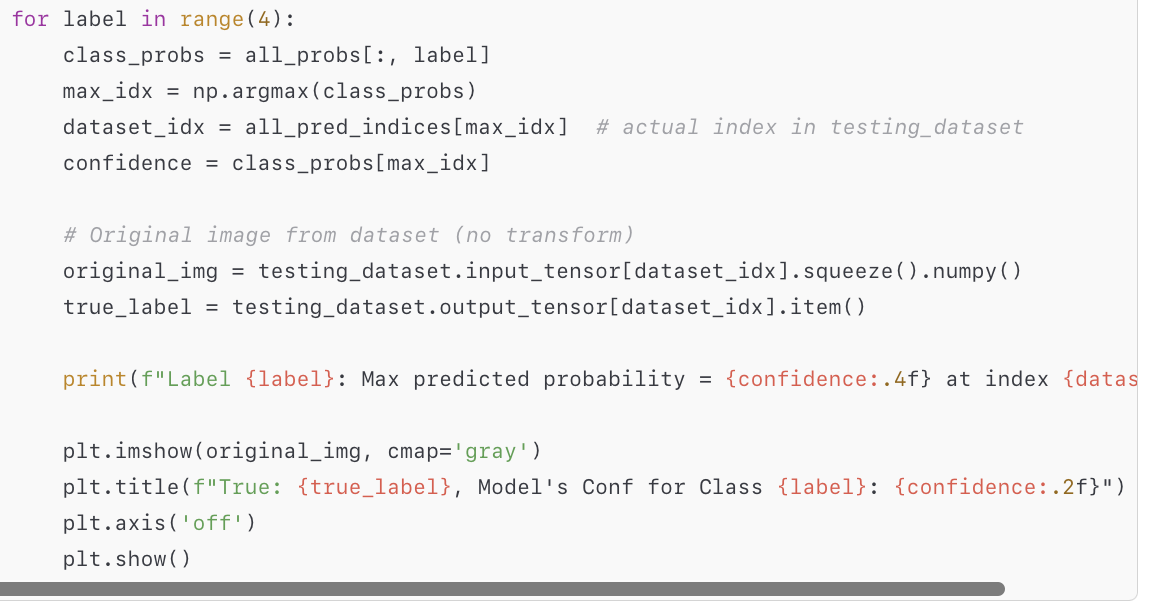 for label in range(4):
    class_probs = all_probs[:, label]
    max_idx = np.argmax(class_probs)
    dataset_idx = all_pred_indices[max_idx]  # actual index in testing_dataset
    confidence = class_probs[max_idx]

    # Original image from dataset (no transform)
    original_img = testing_dataset.input_tensor[dataset_idx].squeeze().numpy()
    true_label = testing_dataset.output_tensor[dataset_idx].item()

    print(f"Label {label}: Max predicted probability = {confidence:.4f} at index {datas

    plt.imshow(original_img, cmap='gray')
    plt.title(f"True: {true_label}, Model's Conf for Class {label}: {confidence:.2f}")
    plt.axis('off')
    plt.show()